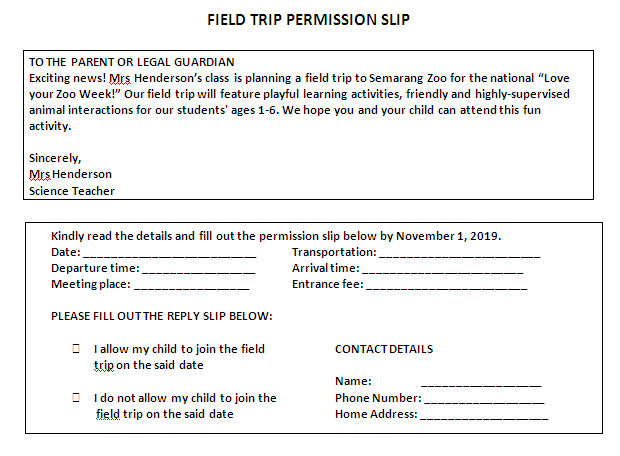 FIELD TRIP PERMISSION SLIP
TO THE PARENT OR LEGAL GUARDIAN
Exciting news! Mrs Henderson's class is planning a field trip to Semarang Zoo for the national “Love
your Zoo Week!” Our field trip will feature playful learning activities, friendly and highly-supervised
animal interactions for our students' ages 1-6. We hope you and your child can attend this fun
activity.
Sincerely,
Mrs Henderson
Science Teacher
Kindly read the details and fill out the permission slip below by November 1, 2019.
Date: __________________________ Transportation: ________________________
Departure time: _________________ Arrival time: ________________________
Meeting place: _________________ Entrance fee: ________________________
PLEASE FILL OUT THE REPLY SLIP BELOW:
☐ I allow my child to join the field
trip on the said date
☐ I do not allow my child to join the
field trip on the said date
CONTACT DETAILS
Name: __________________
Phone Number: __________________
Home Address: ___________________